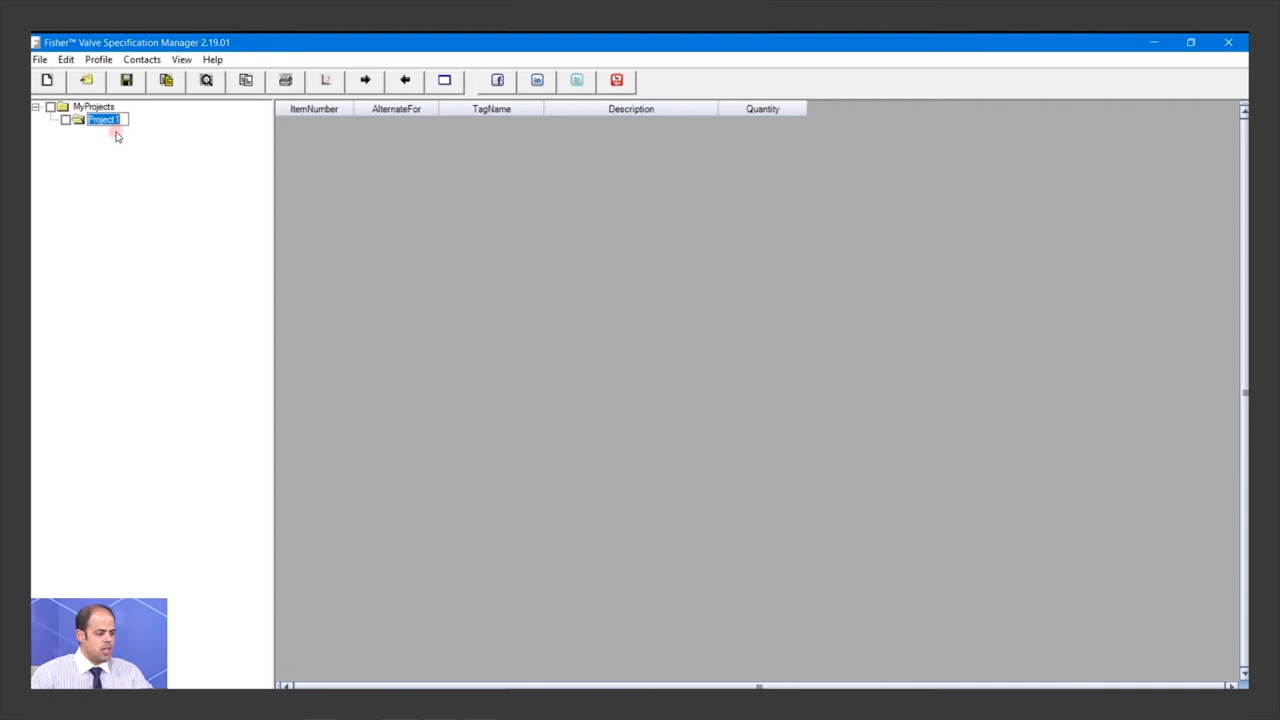 Fisher™ Valve Specification Manager 2.19.01
File Edit Profile Contacts View Help
MyProjects
Project1
ItemNumber AlternateFor TagName Description Quantity